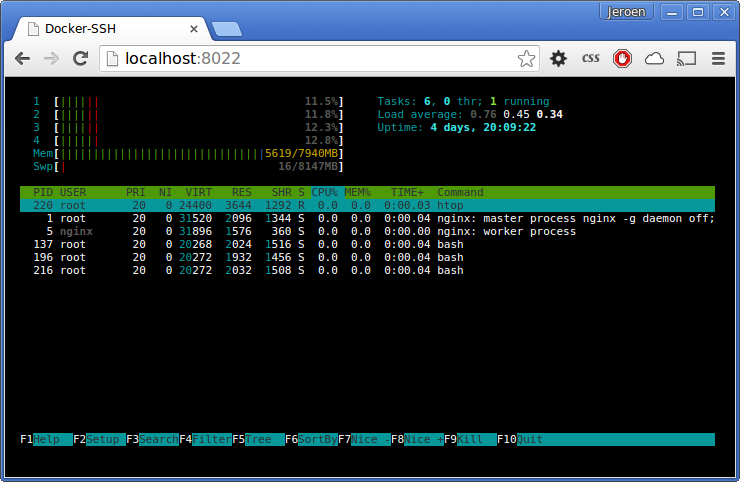 Jeroen
Docker-SSH
localhost:8022
CSS
1 [|||||| 11.5%] Tasks: 6, 0 thr; 1 running
2 [|||||| 11.8%] Load average: 0.76 0.45 0.34
3 [|||||| 12.3%] Uptime: 4 days, 20:09:22
4 [|||||| 12.8%]
Mem[|||||||||||||||||||||||||||||||5619/7940MB]
Swp[| 16/8147MB]
PID USER PRI NI VIRT RES SHR S CPU% MEM% TIME+ Command
220 root 20 0 24400 3644 1292 R 0.0 0.0 0:00.03 htop
1 root 20 0 31520 2096 1344 S 0.0 0.0 0:00.04 nginx: master process nginx -g daemon off;
5 nginx 20 0 31896 1576 360 S 0.0 0.0 0:00.00 nginx: worker process
137 root 20 0 20268 2024 1516 S 0.0 0.0 0:00.04 bash
196 root 20 0 20272 1932 1456 S 0.0 0.0 0:00.04 bash
216 root 20 0 20272 2032 1508 S 0.0 0.0 0:00.04 bash
F1Help F2Setup F3SearchF4FilterF5Tree F6SortByF7Nice -F8Nice +F9Kill F10Quit